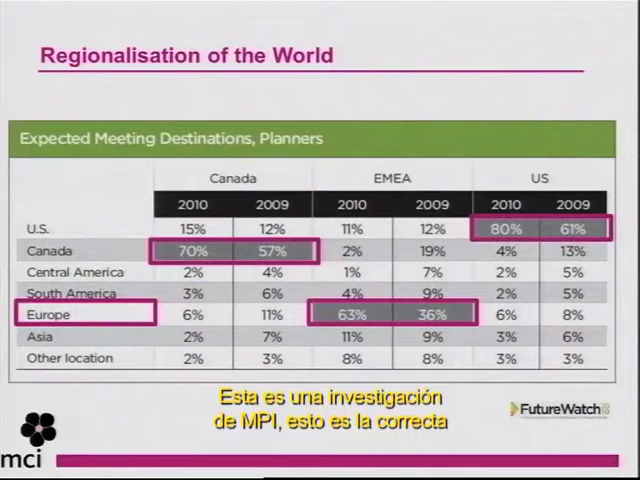 Regionalisation of the World
Expected Meeting Destinations, Planners
Canada EMEA US
2010 2009 2010 2009 2010 2009
U.S. 15% 12% 11% 12% 80% 61%
Canada 70% 57% 2% 19% 4% 13%
Central America 2% 4% 1% 7% 2% 5%
South America 3% 6% 4% 9% 2% 5%
Europe 6% 11% 63% 36% 6% 8%
Asia 2% 7% 11% 9% 3% 6%
Other location 2% 3% 8% 8% 3% 3%
Esta es una investigación
de MPI, esto es la correcta
FutureWatch
mci